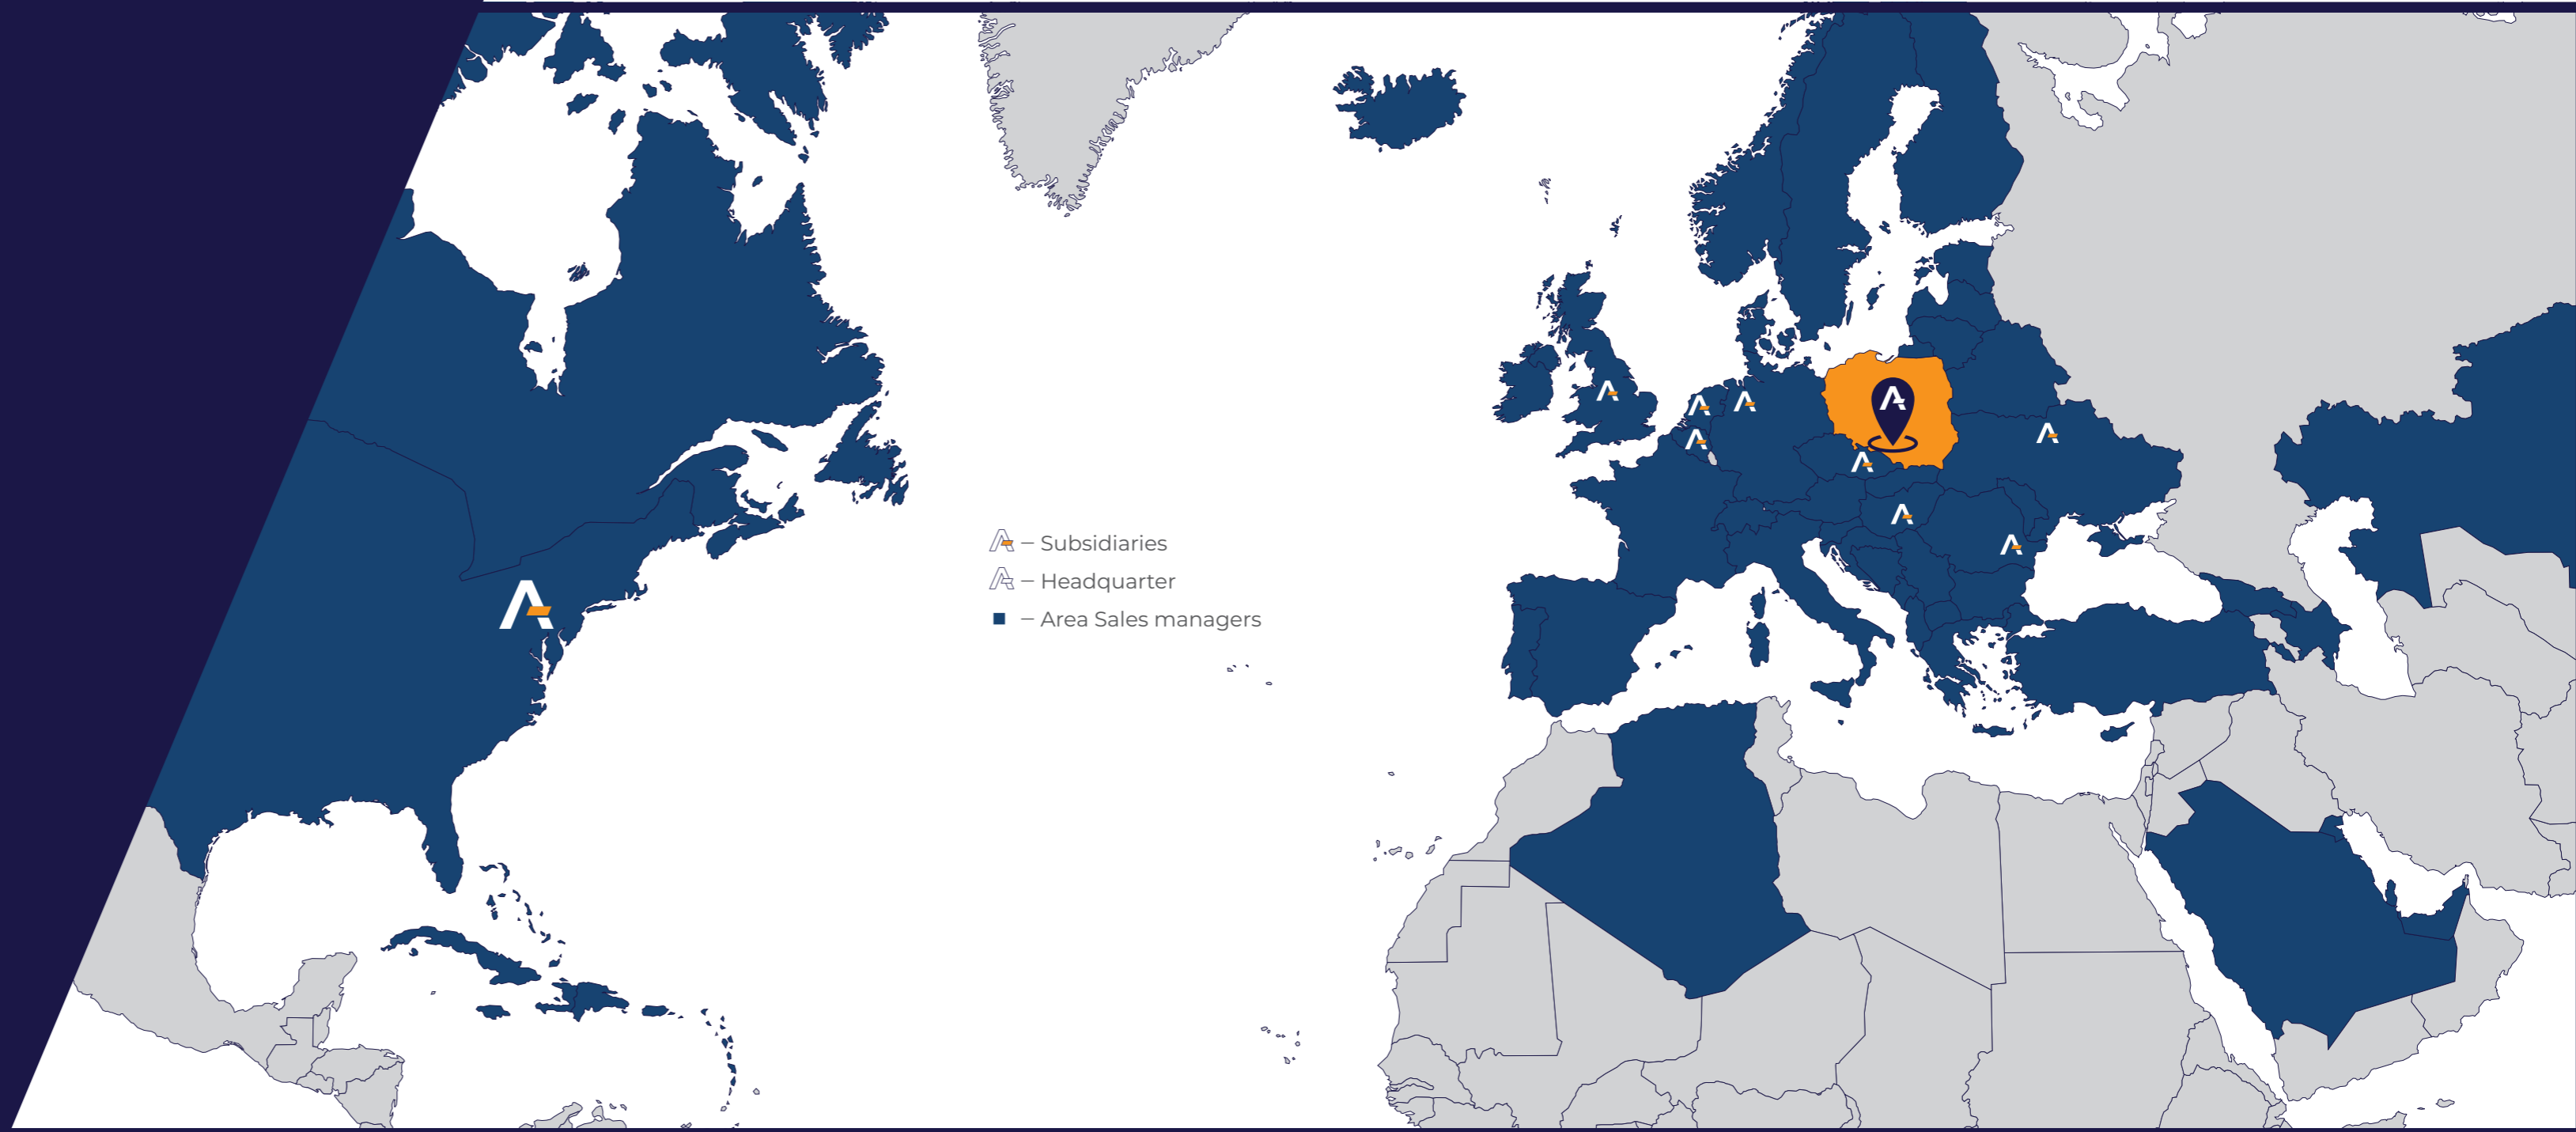 – Subsidiaries
– Headquarter
– Area Sales managers